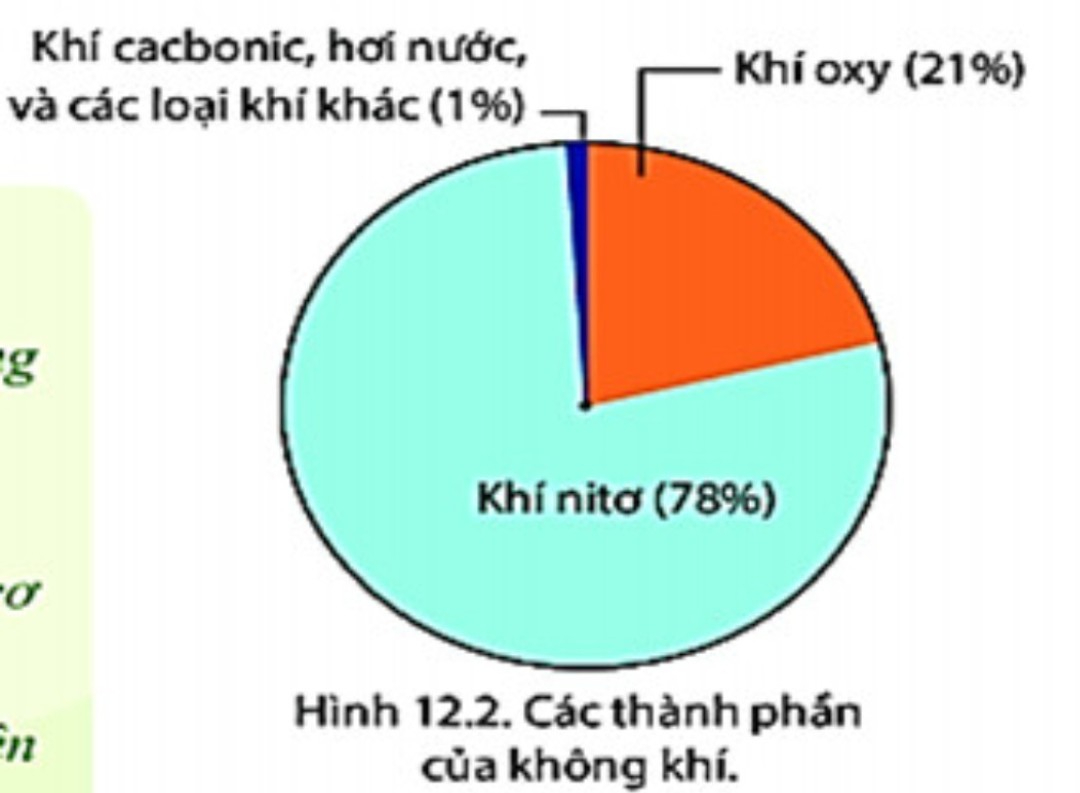 Khí cacbonic, hơi nước,
và các loại khí khác (1%)
Khí oxy (21%)
Khí nitơ (78%)
Hình 12.2. Các thành phần
của không khí.